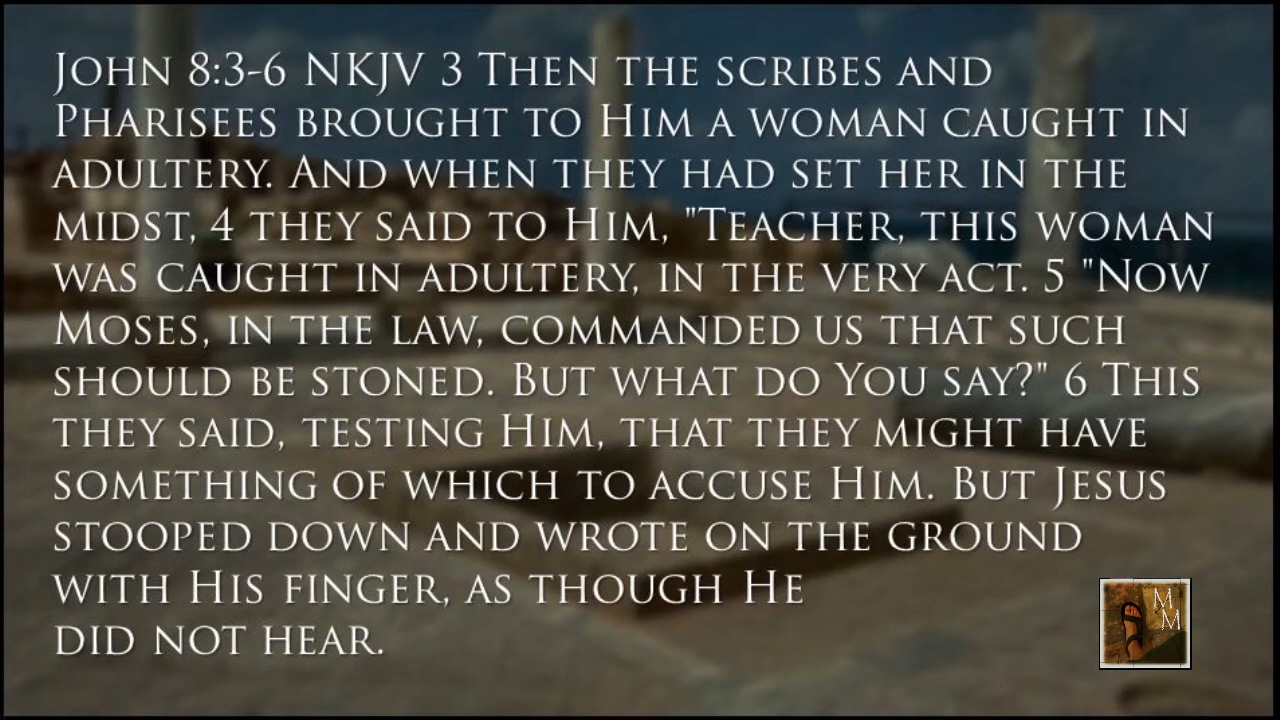 John 8:3-6 NKJV 3 Then the scribes and
Pharisees brought to Him a woman caught in
adultery. And when they had set her in the
midst, 4 they said to Him, "Teacher, this woman
was caught in adultery, in the very act. 5 "Now
Moses, in the law, commanded us that such
should be stoned. But what do You say?" 6 This
they said, testing Him, that they might have
something of which to accuse Him. But Jesus
stooped down and wrote on the ground
with His finger, as though He
did not hear.
M
M